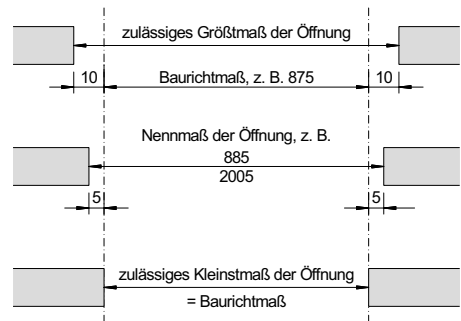 zulässiges Größtmaß der Öffnung
10 Baurichtmaß, z. B. 875 10
Nennmaß der Öffnung, z. B.
885
2005
5 5
zulässiges Kleinstmaß der Öffnung
= Baurichtmaß